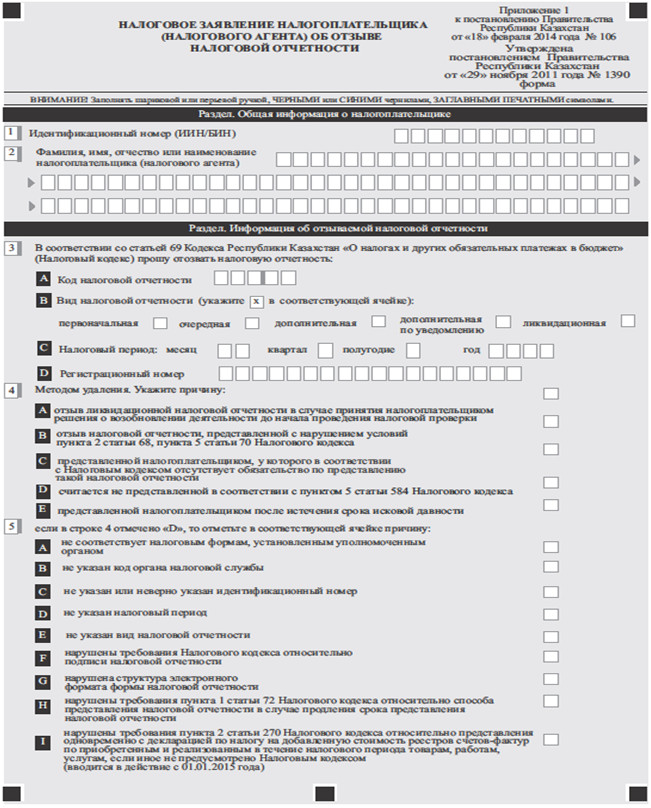 НАЛОГОВОЕ ЗАЯВЛЕНИЕ НАЛОГОПЛАТЕЛЬЩИКА
(НАЛОГОВОГО АГЕНТА) ОБ ОТЗЫВЕ
НАЛОГОВОЙ ОТЧЕТНОСТИ
Приложение 1
к постановлению Правительства
Республики Казахстан
от «18» февраля 2014 года № 106
Утверждена
постановлением Правительства
Республики Казахстан
от «29» ноября 2011 года № 1390
форма
ВНИМАНИЕ! Заполнять шариковой или перьевой ручкой, ЧЕРНЫМИ или СИНИМИ чернилами, ЗАГЛАВНЫМИ ПЕЧАТНЫМИ символами.
Раздел. Общая информация о налогоплательщике
1 Идентификационный номер (ИИН/БИН)
2 Фамилия, имя, отчество или наименование
налогоплательщика (налогового агента)
Раздел. Информация об отзываемой налоговой отчетности
3 В соответствии со статьей 69 Кодекса Республики Казахстан «О налогах и других обязательных платежах в бюджет»
(Налоговый кодекс) прошу отозвать налоговую отчетность:
A Код налоговой отчетности
B Вид налоговой отчетности (укажите x в соответствующей ячейке):
первоначальная очередная дополнительная дополнительная по уведомлению ликвидационная
C Налоговый период: месяц квартал полугодие год
D Регистрационный номер
4 Методом удаления. Укажите причину:
A отзыв ликвидационной налоговой отчетности в случае принятия налогоплательщиком
решения о возобновлении деятельности до начала проведения налоговой проверки
B отзыв налоговой отчетности, представленной с нарушением условий
пункта 2 статьи 68, пункта 5 статьи 70 Налогового кодекса
C представленной налогоплательщиком, у которого в соответствии
с Налоговым кодексом отсутствует обязательство по представлению
такой налоговой отчетности
D считается не представленной в соответствии с пунктом 5 статьи 584 Налогового кодекса
E представленной налогоплательщиком после истечения срока исковой давности
5 если в строке 4 отмечено «D», то отметьте в соответствующей ячейке причину:
A не соответствует налоговым формам, установленным уполномоченным
органом
B не указан код органа налоговой службы
C не указан или неверно указан идентификационный номер
D не указан налоговый период
E не указан вид налоговой отчетности
F нарушены требования Налогового кодекса относительно
подписи налоговой отчетности
G нарушена структура электронного
формата формы налоговой отчетности
H нарушены требования пункта 1 статьи 72 Налогового кодекса относительно способа
представления налоговой отчетности в случае продления срока представления
налоговой отчетности
I нарушены требования пункта 2 статьи 270 Налогового кодекса относительно представления
одновременно с декларацией по налогу на добавленную стоимость реестров счетов-фактур
по приобретенным и реализованным в течение налогового периода товарам, работам,
услугам, если иное не предусмотрено Налоговым кодексом
(вводится в действие с 01.01.2015 года)